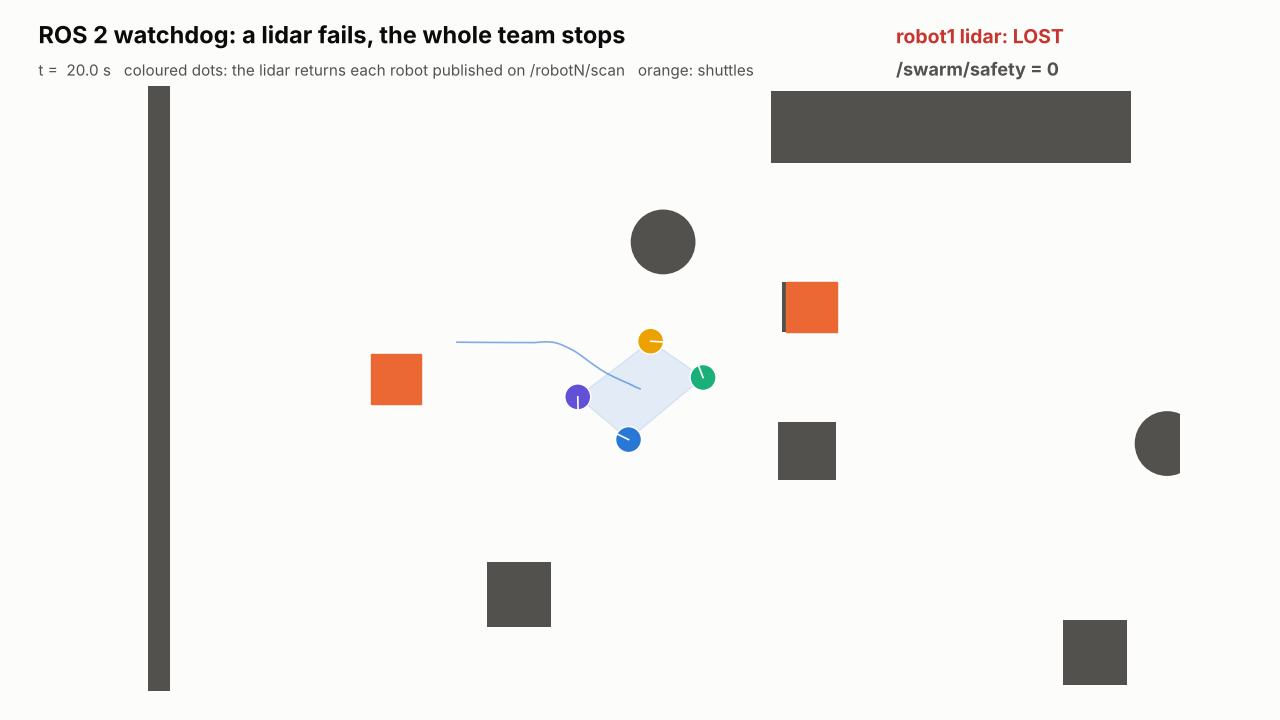 ROS 2 watchdog: a lidar fails, the whole team stops
robot1 lidar: LOST
t = 20.0 s coloured dots: the lidar returns each robot published on /robotN/scan orange: shuttles
/swarm/safety = 0